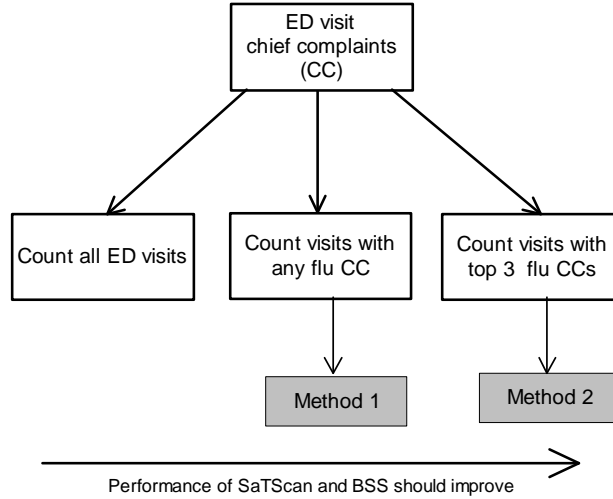 ED visit
chief complaints
(CC)
Count all ED visits
Count visits with
any flu CC
Count visits with
top 3 flu CCs
Method 1
Method 2
Performance of SaTScan and BSS should improve